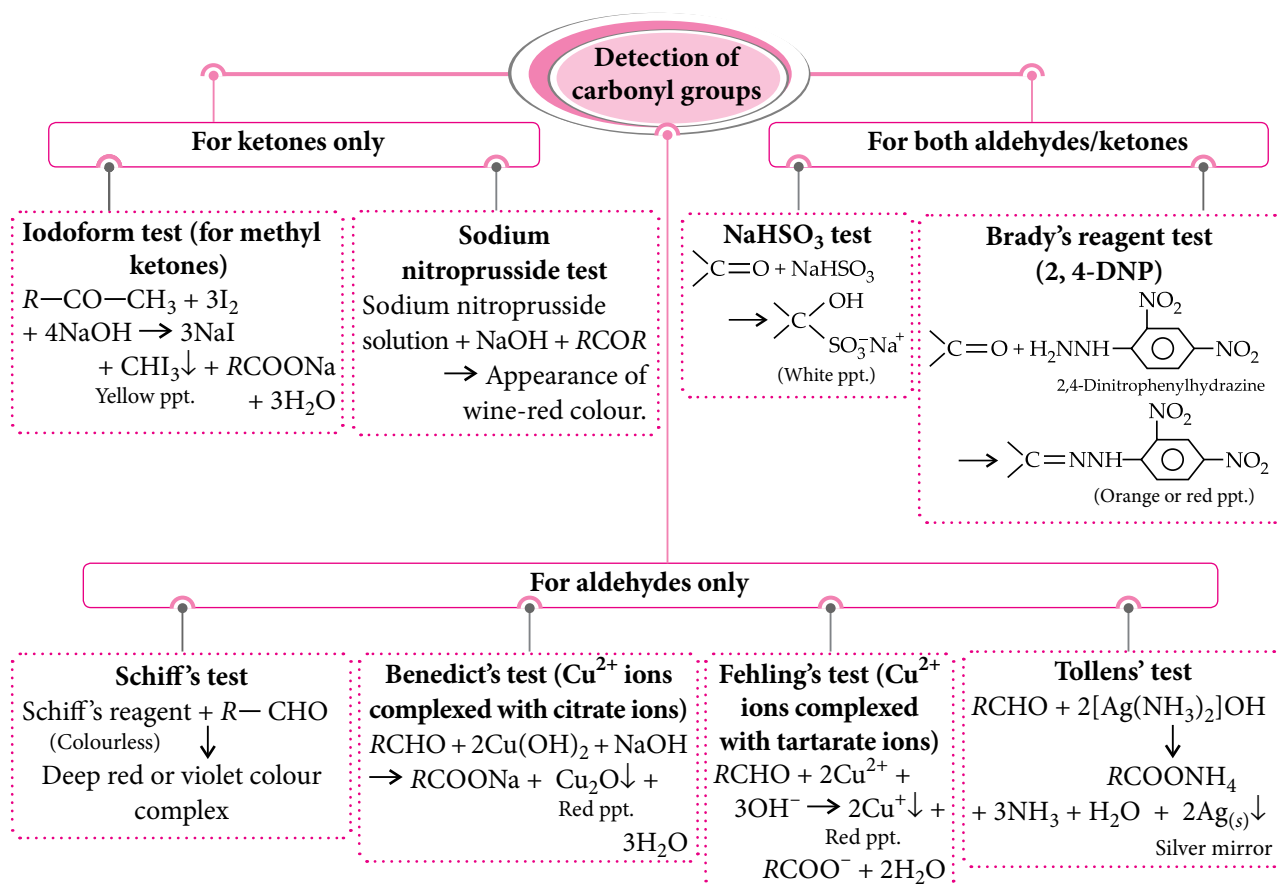 Detection of
carbonyl groups
For ketones only
For both aldehydes/ketones
Iodoform test (for methyl
ketones)
R—CO—CH₃ + 3I₂
+ 4NaOH → 3NaI
+ CHI₃↓ + RCOONa
Yellow ppt.
+ 3H₂O
Sodium
nitroprusside test
Sodium nitroprusside
solution + NaOH + RCOR
→ Appearance of
wine-red colour.
NaHSO₃ test
C=O + NaHSO₃
OH
→ C
SO₃⁻Na⁺
(White ppt.)
Brady's reagent test
(2, 4-DNP)
NO₂
C=O + H₂NNH— —NO₂
2,4-Dinitrophenylhydrazine
NO₂
→ C=NNH— —NO₂
(Orange or red ppt.)
For aldehydes only
Schiff's test
Schiff's reagent + R—CHO
(Colourless)
↓
Deep red or violet colour
complex
Benedict's test (Cu²⁺ ions
complexed with citrate ions)
RCHO + 2Cu(OH)₂ + NaOH
→ RCOONa + Cu₂O↓ +
Red ppt.
3H₂O
Fehling's test (Cu²⁺
ions complexed
with tartarate ions)
RCHO + 2Cu²⁺ +
3OH⁻ → 2Cu⁺↓ +
Red ppt.
RCOO⁻ + 2H₂O
Tollens' test
RCHO + 2[Ag(NH₃)₂]OH
↓
RCOONH₄
+ 3NH₃ + H₂O + 2Ag₍s₎↓
Silver mirror